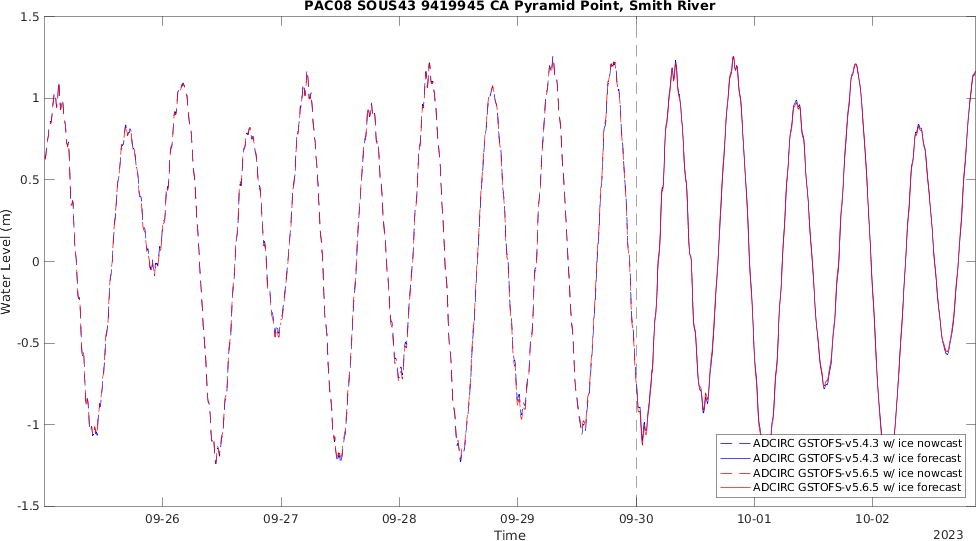 PAC08 SOUS43 9419945 CA Pyramid Point, Smith River
Water Level (m)
1.5
1
0.5
0
-0.5
-1
-1.5
09-26 09-27 09-28 09-29 09-30 10-01 10-02
Time
2023
ADCIRC GSTOFS-v5.4.3 w/ ice nowcast
ADCIRC GSTOFS-v5.4.3 w/ ice forecast
ADCIRC GSTOFS-v5.6.5 w/ ice nowcast
ADCIRC GSTOFS-v5.6.5 w/ ice forecast